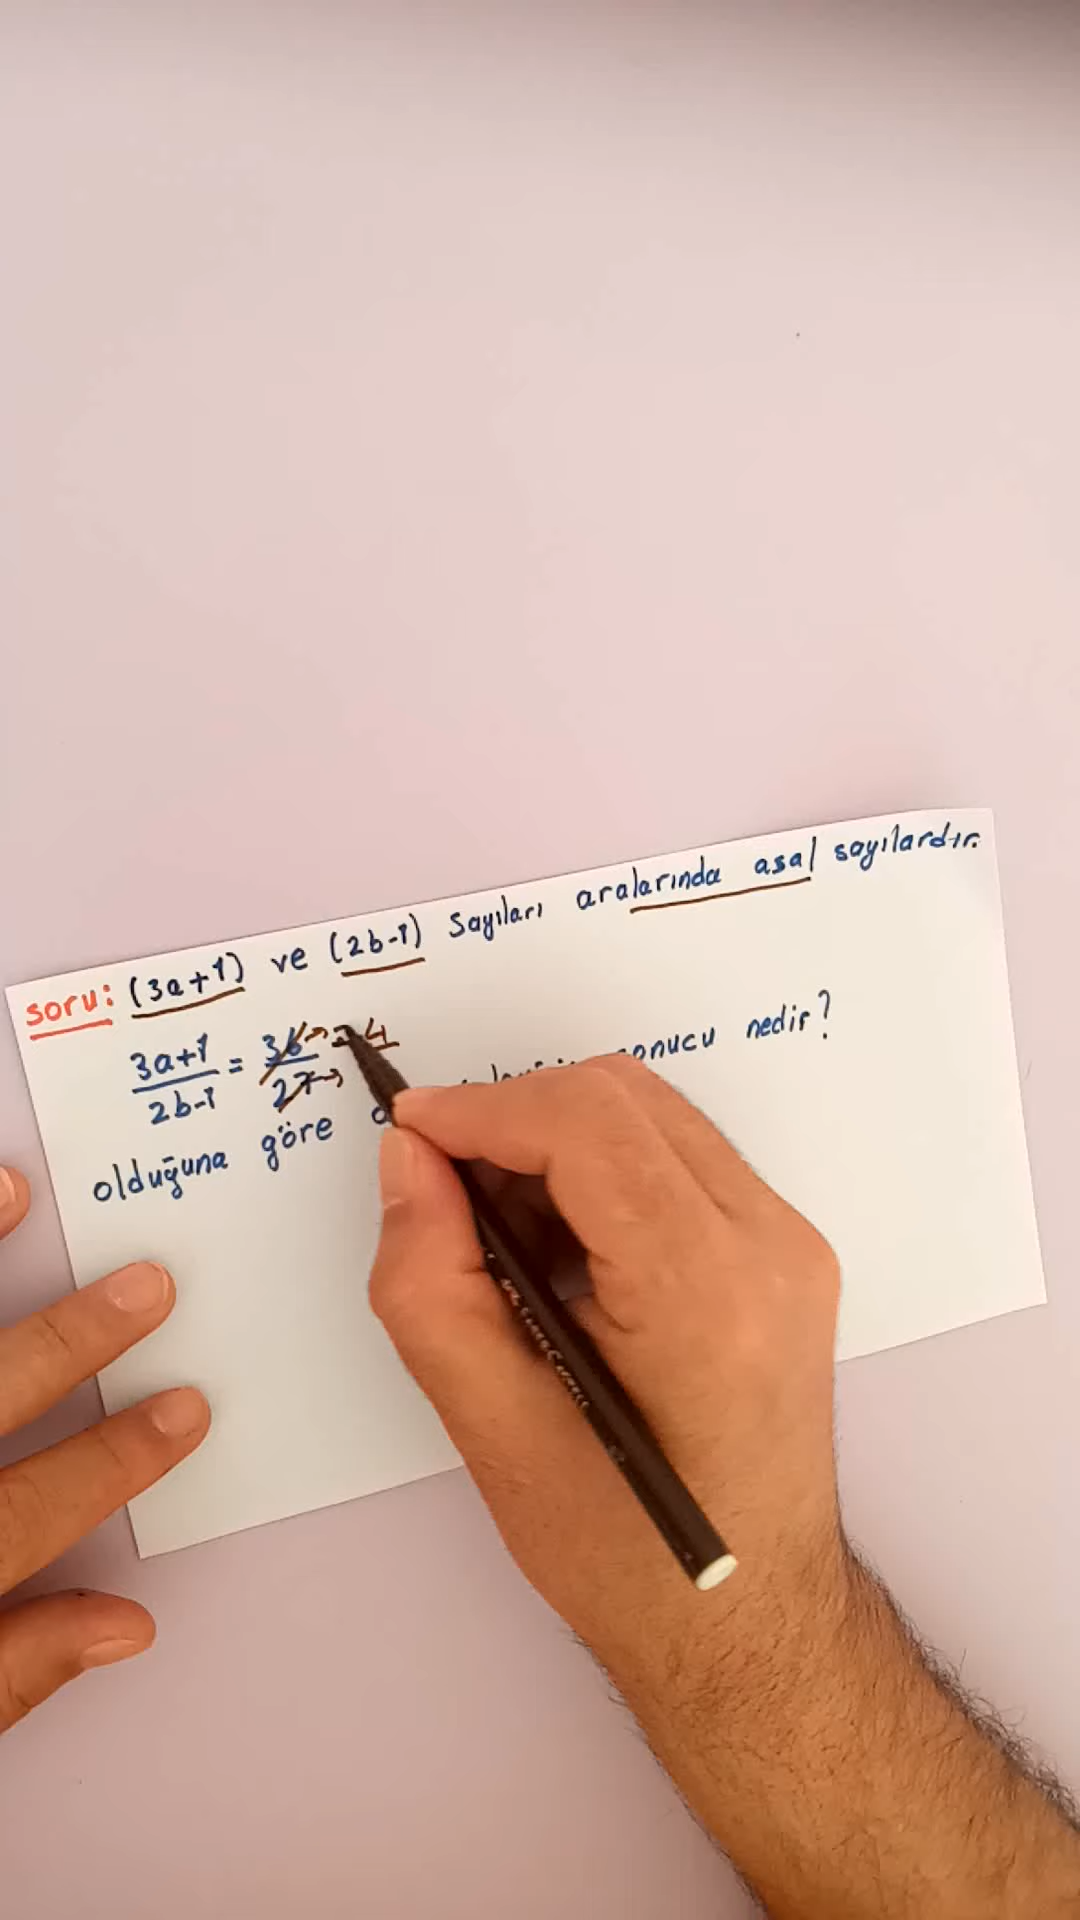 soru: (3a+1) ve (2b-1) sayıları aralarında asal sayılardır.
3a+1 / 2b-1 = 36 / 27 → = 4
olduğuna göre sonucu nedir?